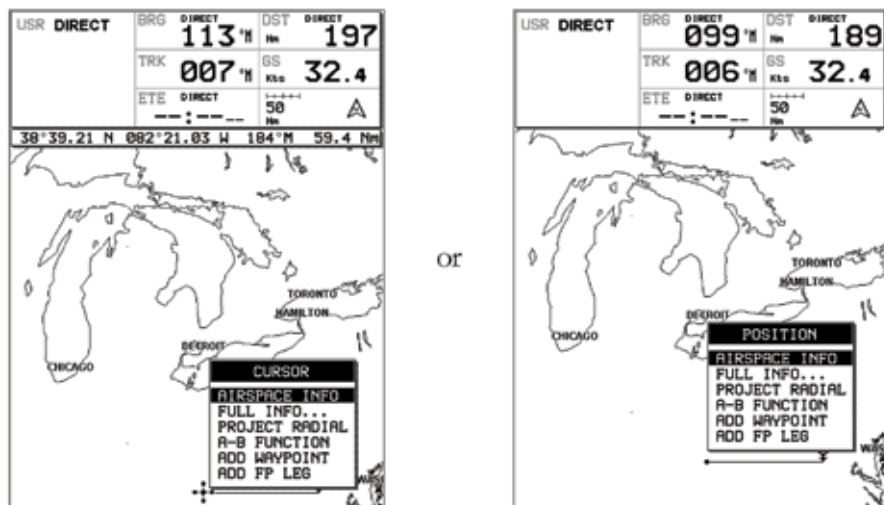 USR DIRECT
BRG DIRECT 113°M
DST DIRECT Nm 197
TRK 007°M
GS Kts 32.4
ETE DIRECT --:--__
50 Nm
38°39.21 N 082°21.03 W 184°M 59.4 Nm
TORONTO
HAMILTON
DETROIT
CHICAGO
CURSOR
AIRSPACE INFO
FULL INFO...
PROJECT RADIAL
A-B FUNCTION
ADD WAYPOINT
ADD FP LEG
or
USR DIRECT
BRG DIRECT 099°M
DST DIRECT Nm 189
TRK 006°M
GS Kts 32.4
ETE DIRECT --:--__
50 Nm
TORONTO
HAMILTON
DETROIT
CHICAGO
POSITION
AIRSPACE INFO
FULL INFO...
PROJECT RADIAL
A-B FUNCTION
ADD WAYPOINT
ADD FP LEG